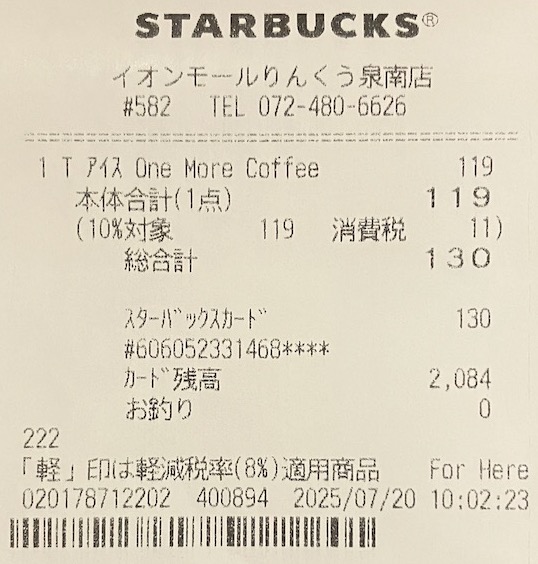 STARBUCKS®
イオンモールりんくう泉南店
#582 TEL 072-480-6626
1 T アイス One More Coffee 119
本体合計(1点) 119
(10%対象 119 消費税 11)
総合計 130
スターバックスカード 130
#606052331468****
カード残高 2,084
お釣り 0
222
「軽」印は軽減税率(8%)適用商品 For Here
020178712202 400894 2025/07/20 10:02:23